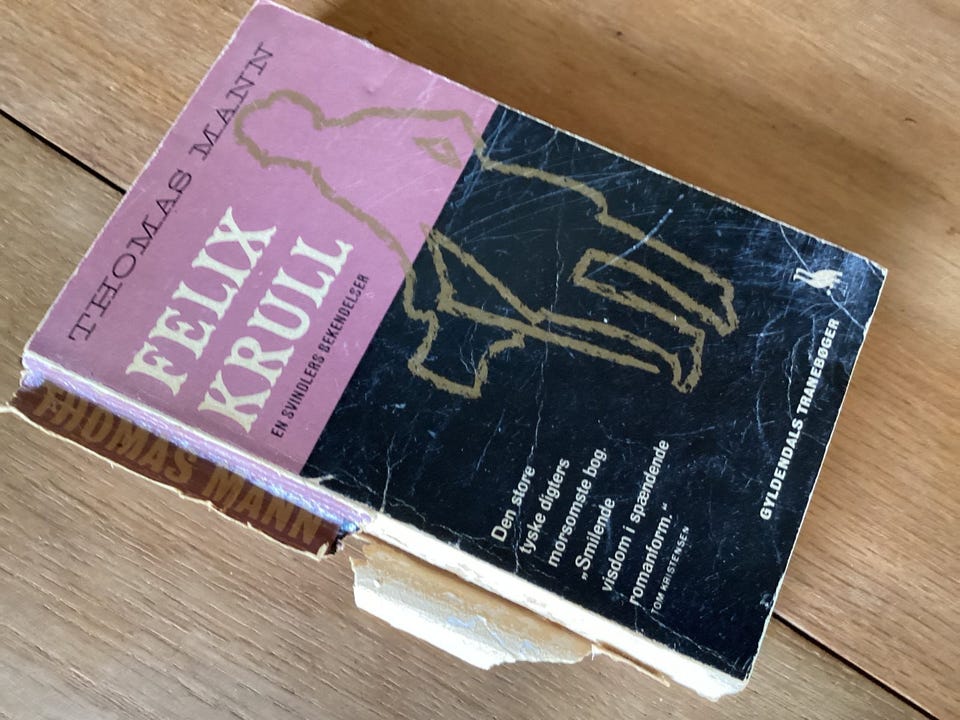 THOMAS MANN
FELIX
KRULL
EN SVINDLERS BEKENDELSER
Den store
tyske digters
morsomste bog.
„Smilende
visdom i spændende
romanform.“
TOM KRISTENSEN
GYLDENDALS TRANEBØGER
THOMAS MANN